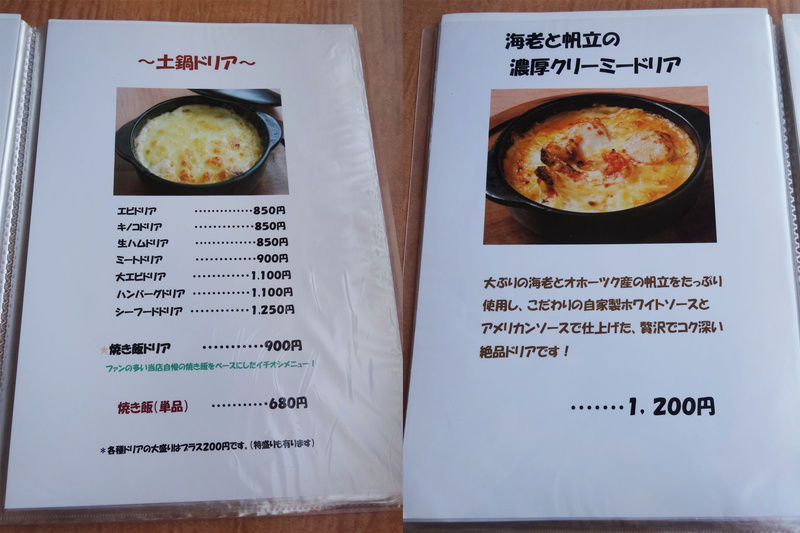 ～土鍋ドリア～
エビドリア ……………850円
キノコドリア ……………850円
生ハムドリア ……………850円
ミートドリア ……………900円
大エビドリア ……………1.100円
ハンバーグドリア ……………1.100円
シーフードドリア ……………1.250円
★焼き飯ドリア …………900円
ファンの多い当店自慢の焼き飯をベースにしたイチオシメニュー！
焼き飯（単品） …………680円
＊各種ドリアの大盛りはプラス200円です。（特盛りも有ります）
海老と帆立の
濃厚クリーミードリア
大ぶりの海老とオホーツク産の帆立をたっぷり
使用し、こだわりの自家製ホワイトソースと
アメリカンソースで仕上げた、贅沢でコク深い
絶品ドリアです！
・・・・・・・1，200円